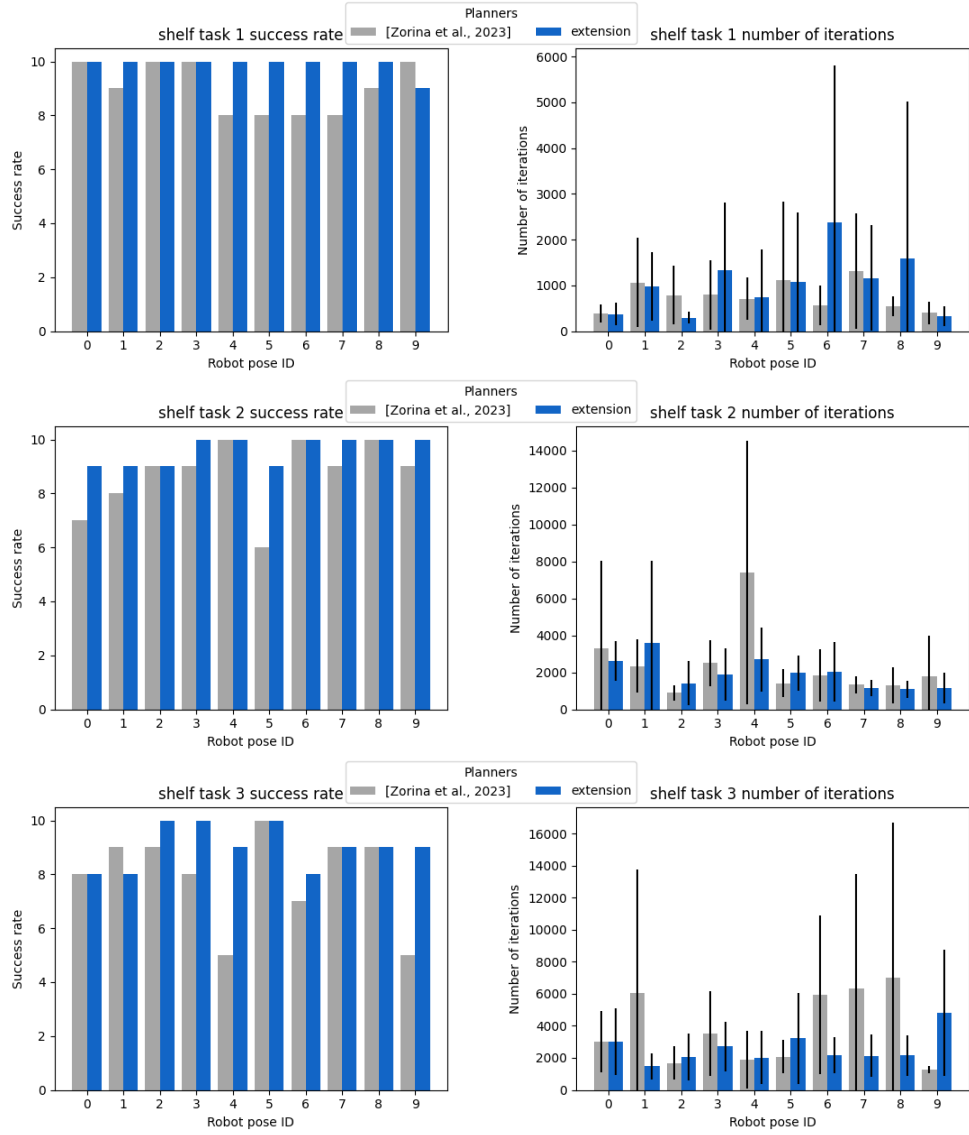 Planners
[Zorina et al., 2023] extension
shelf task 1 success rate
10
8
6
4
2
0
Success rate
0 1 2 3 4 5 6 7 8 9
Robot pose ID
shelf task 1 number of iterations
6000
5000
4000
3000
2000
1000
0
Number of iterations
0 1 2 3 4 5 6 7 8 9
Robot pose ID
Planners
[Zorina et al., 2023] extension
shelf task 2 success rate
10
8
6
4
2
0
Success rate
0 1 2 3 4 5 6 7 8 9
Robot pose ID
shelf task 2 number of iterations
14000
12000
10000
8000
6000
4000
2000
0
Number of iterations
0 1 2 3 4 5 6 7 8 9
Robot pose ID
Planners
[Zorina et al., 2023] extension
shelf task 3 success rate
10
8
6
4
2
0
Success rate
0 1 2 3 4 5 6 7 8 9
Robot pose ID
shelf task 3 number of iterations
16000
14000
12000
10000
8000
6000
4000
2000
0
Number of iterations
0 1 2 3 4 5 6 7 8 9
Robot pose ID